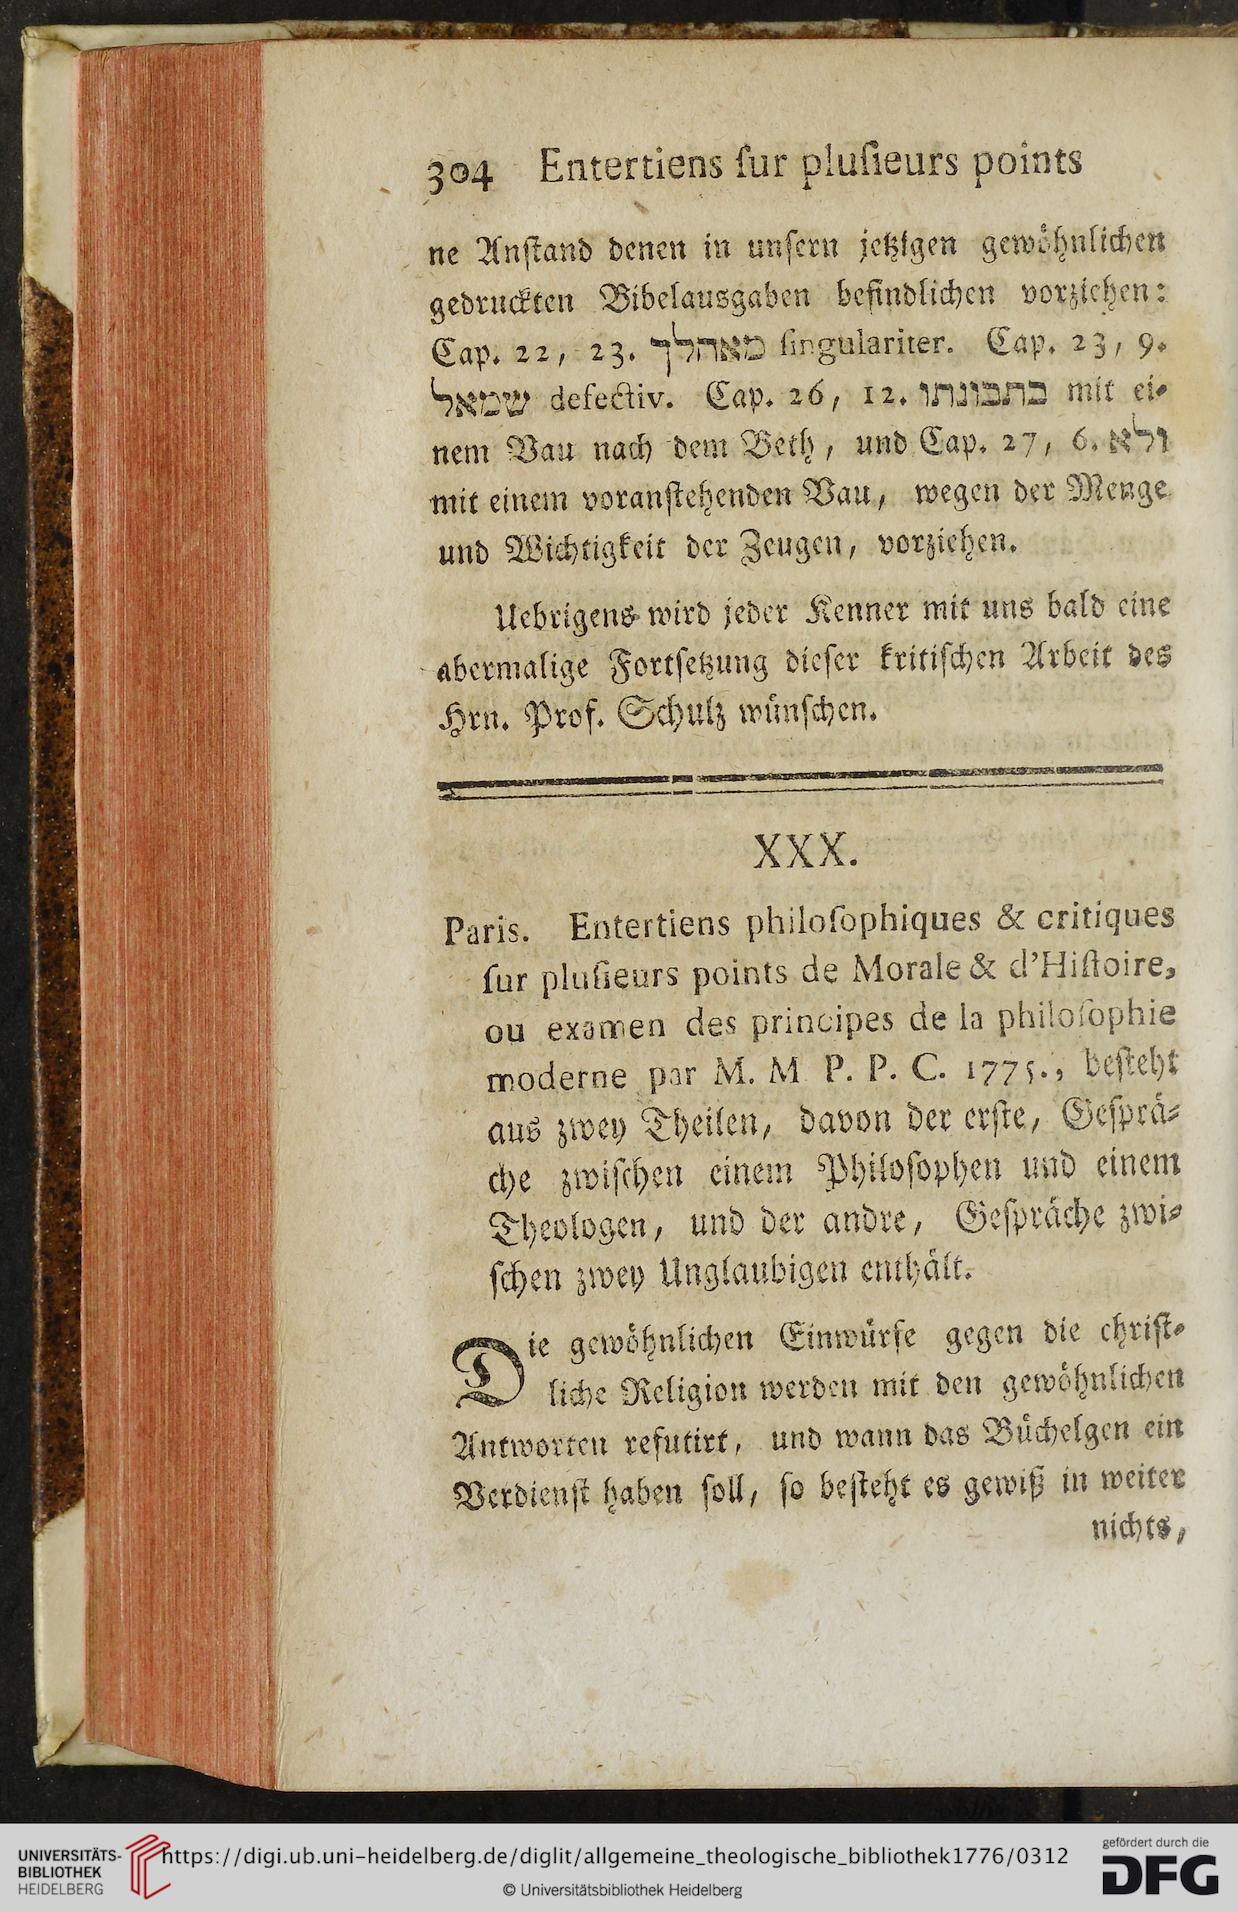 304 Entertiens ſur pluſieurs points
ne Anſtand denen in unſern jetzigen gewöhnlichen
gedruckten Bibelausgaben befindlichen vorziehen:
Cap. 22, 23. מאהלך ſingulariter. Cap. 23, 9.
שמאל defectiv. Cap. 26, 12. בתבונתו mit ei⸗
nem Vau nach dem Beth, und Cap. 27, 6. ולא
mit einem voranſtehenden Vau, wegen der Menge
und Wichtigkeit der Zeugen, vorziehen.
Uebrigens wird jeder Kenner mit uns bald eine
abermalige Fortſetzung dieſer kritiſchen Arbeit des
Hrn. Prof. Schulz wünſchen.
XXX.
Paris. Entertiens philoſophiques & critiques
ſur pluſieurs points de Morale & d'Hiſtoire,
ou examen des principes de la philoſophie
moderne par M. M P. P. C. 1775., beſteht
aus zwey Theilen, davon der erſte, Geſprä⸗
che zwiſchen einem Philoſophen und einem
Theologen, und der andre, Geſpräche zwi⸗
ſchen zwey Unglaubigen enthält.
Die gewöhnlichen Einwürfe gegen die chriſt⸗
liche Religion werden mit den gewöhnlichen
Antworten refutirt, und wann das Büchelgen ein
Verdienſt haben ſoll, ſo beſteht es gewiß in weiter
nichts,
UNIVERSITÄTS-
BIBLIOTHEK
HEIDELBERG
https://digi.ub.uni-heidelberg.de/diglit/allgemeine_theologische_bibliothek1776/0312
© Universitätsbibliothek Heidelberg
gefördert durch die
DFG